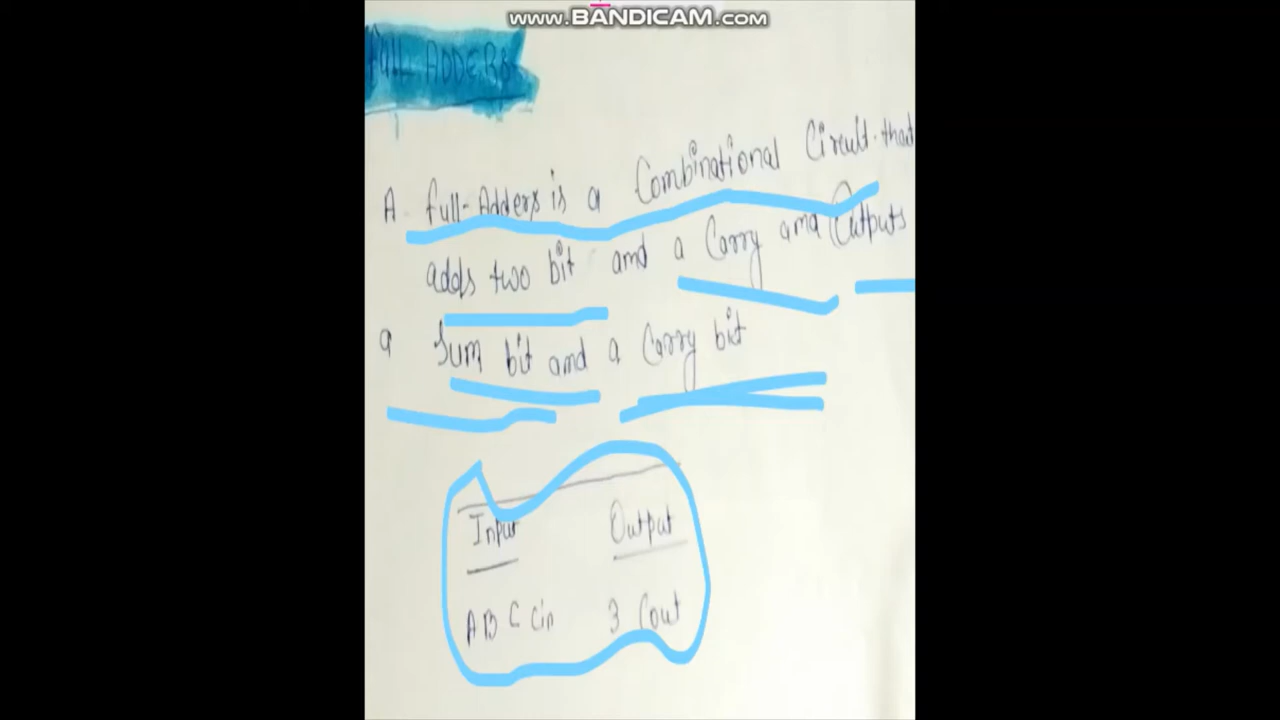 www.BANDICAM.com
Full ADDERS
A full-Adders is a Combinational Circuit that
adds two bit and a Carry and Outputs
a Sum bit and a Carry bit
Input Output
A B C Cin 3 Cout